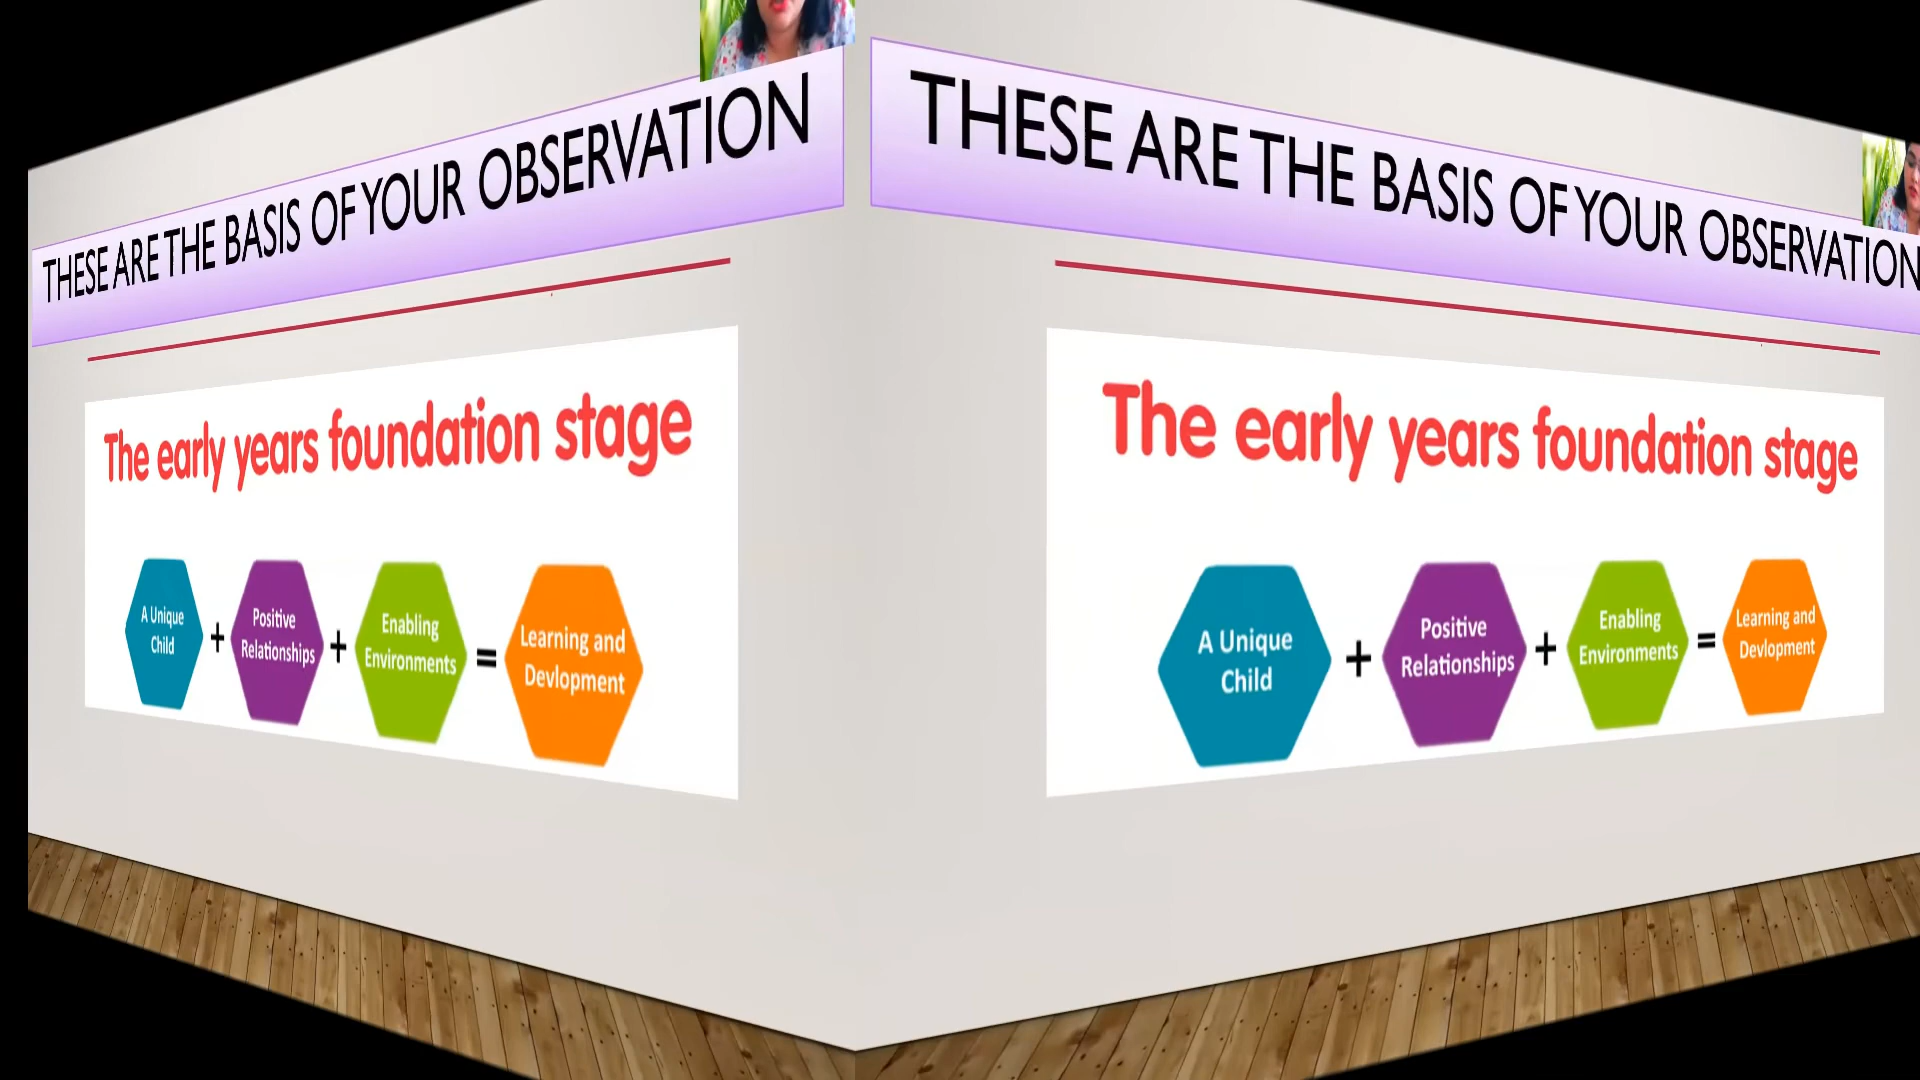 THESE ARE THE BASIS OF YOUR OBSERVATION
The early years foundation stage
A Unique
Child
+
Positive
Relationships
+
Enabling
Environments
=
Learning and
Devlopment
THESE ARE THE BASIS OF YOUR OBSERVATION
The early years foundation stage
A Unique
Child
+
Positive
Relationships
+
Enabling
Environments
=
Learning and
Devlopment